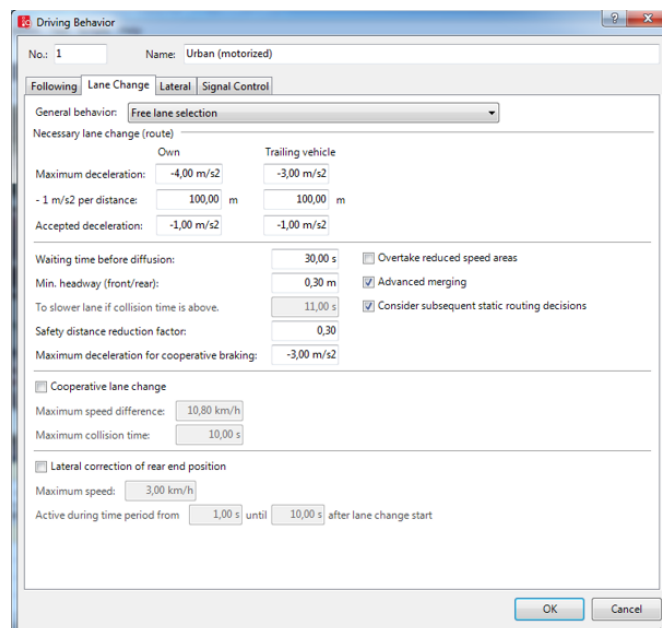 Driving Behavior
No.: 1 Name: Urban (motorized)
Following Lane Change Lateral Signal Control
General behavior: Free lane selection
Necessary lane change (route)
Own Trailing vehicle
Maximum deceleration: -4,00 m/s2 -3,00 m/s2
- 1 m/s2 per distance: 100,00 m 100,00 m
Accepted deceleration: -1,00 m/s2 -1,00 m/s2
Waiting time before diffusion: 30,00 s Overtake reduced speed areas
Min. headway (front/rear): 0,30 m Advanced merging
To slower lane if collision time is above. 11,00 s Consider subsequent static routing decisions
Safety distance reduction factor: 0,30
Maximum deceleration for cooperative braking: -3,00 m/s2
Cooperative lane change
Maximum speed difference: 10,80 km/h
Maximum collision time: 10,00 s
Lateral correction of rear end position
Maximum speed: 3,00 km/h
Active during time period from 1,00 s until 10,00 s after lane change start
OK Cancel